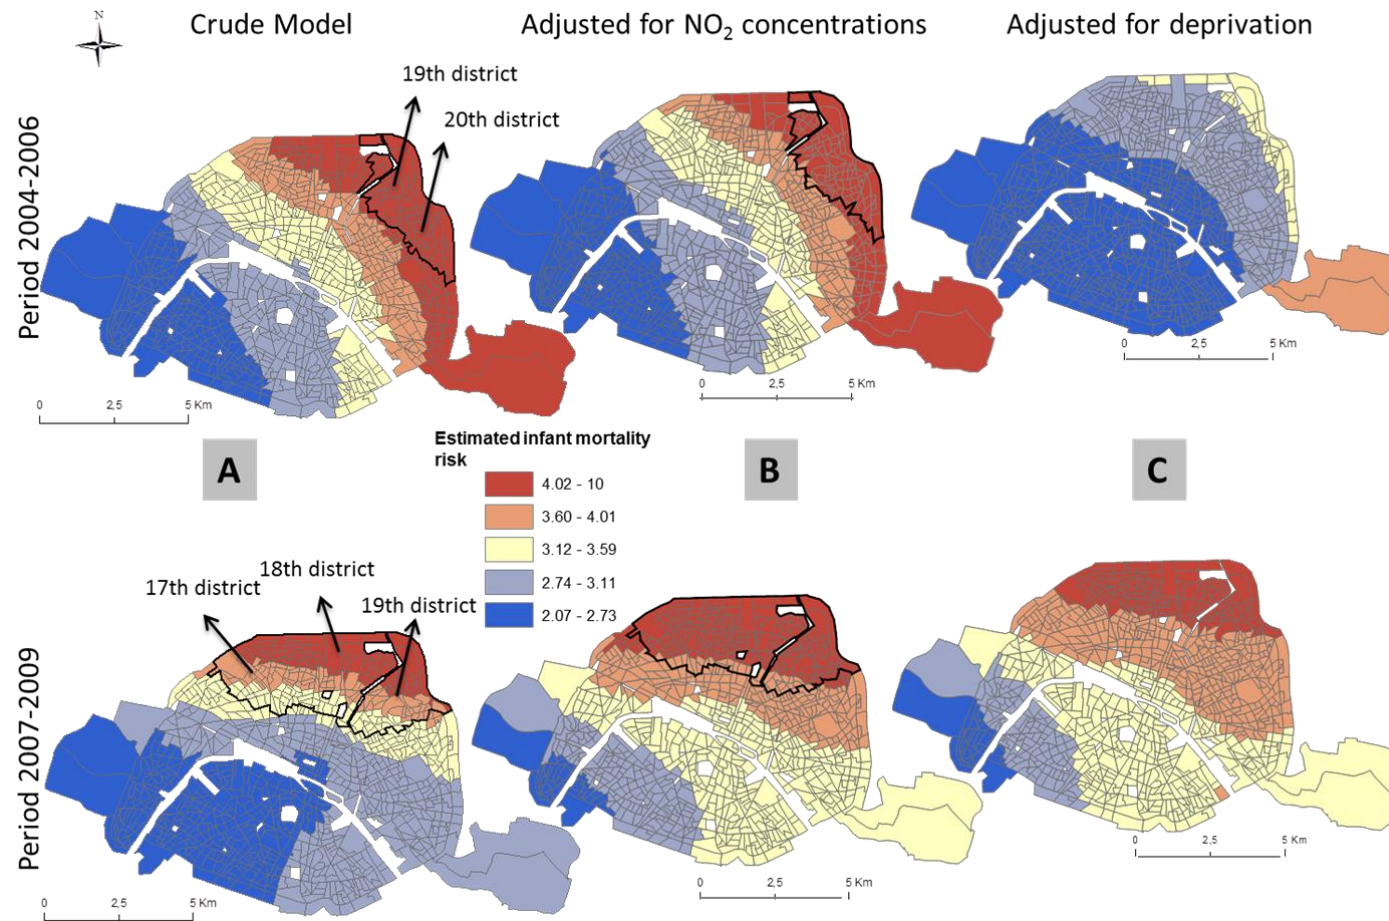 N
Crude Model
Adjusted for NO₂ concentrations
Adjusted for deprivation
19th district
20th district
Period 2004-2006
0 2,5 5 Km
0 2,5 5 Km
0 2,5 5 Km
A
B
C
Estimated infant mortality
risk
4.02 - 10
3.60 - 4.01
3.12 - 3.59
2.74 - 3.11
2.07 - 2.73
17th district
18th district
19th district
Period 2007-2009
0 2,5 5 Km
0 2,5 5 Km
0 2,5 5 Km